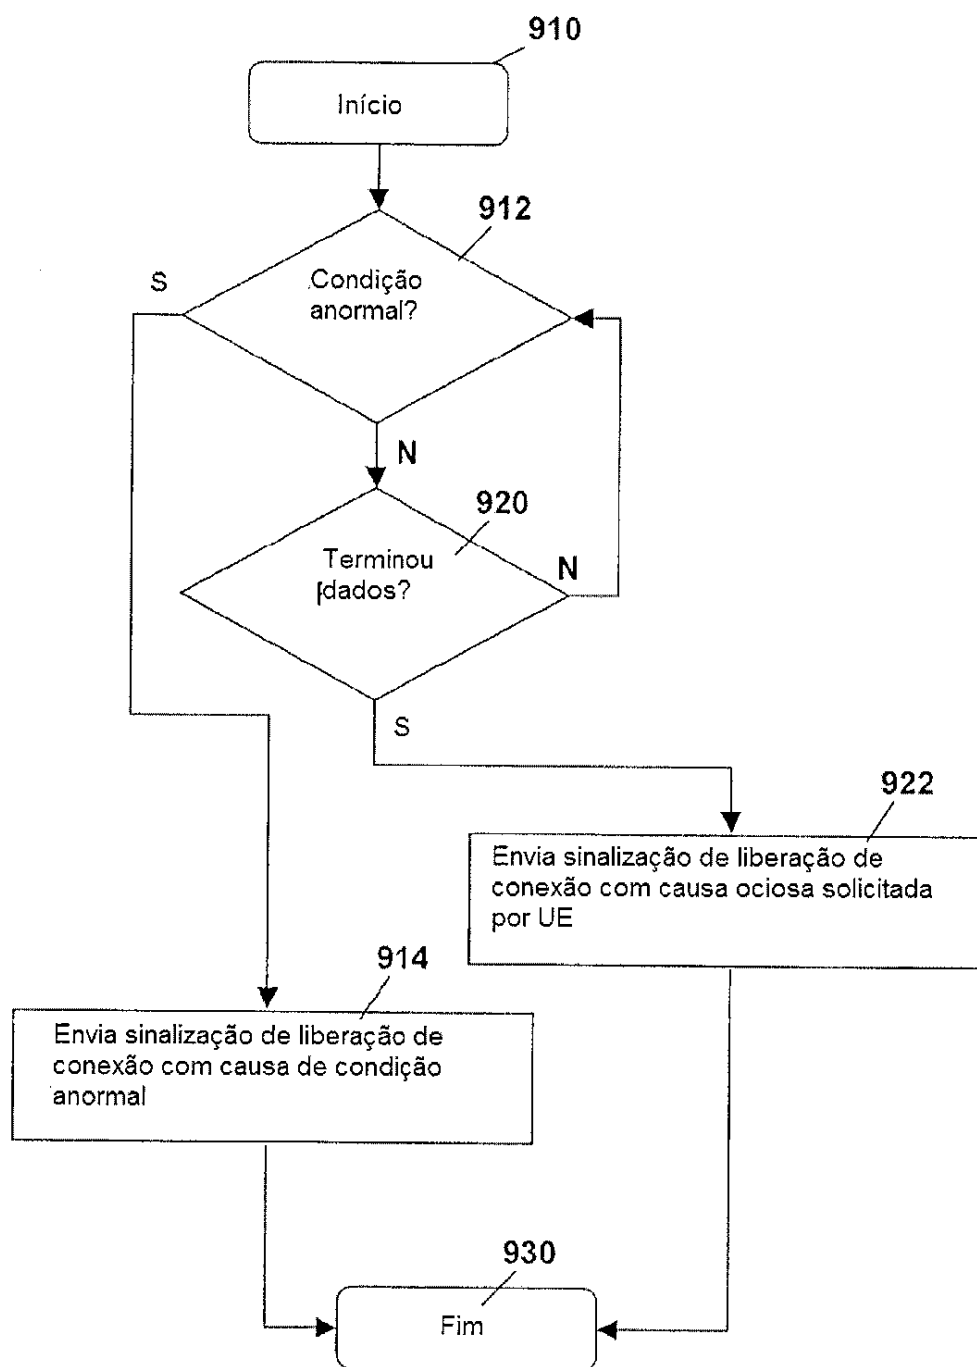 910
Início
912
S
Condição
anormal?
N
920
Terminou
dados?
N
S
922
Envia sinalização de liberação de
conexão com causa ociosa solicitada
por UE
914
Envia sinalização de liberação de
conexão com causa de condição
anormal
930
Fim